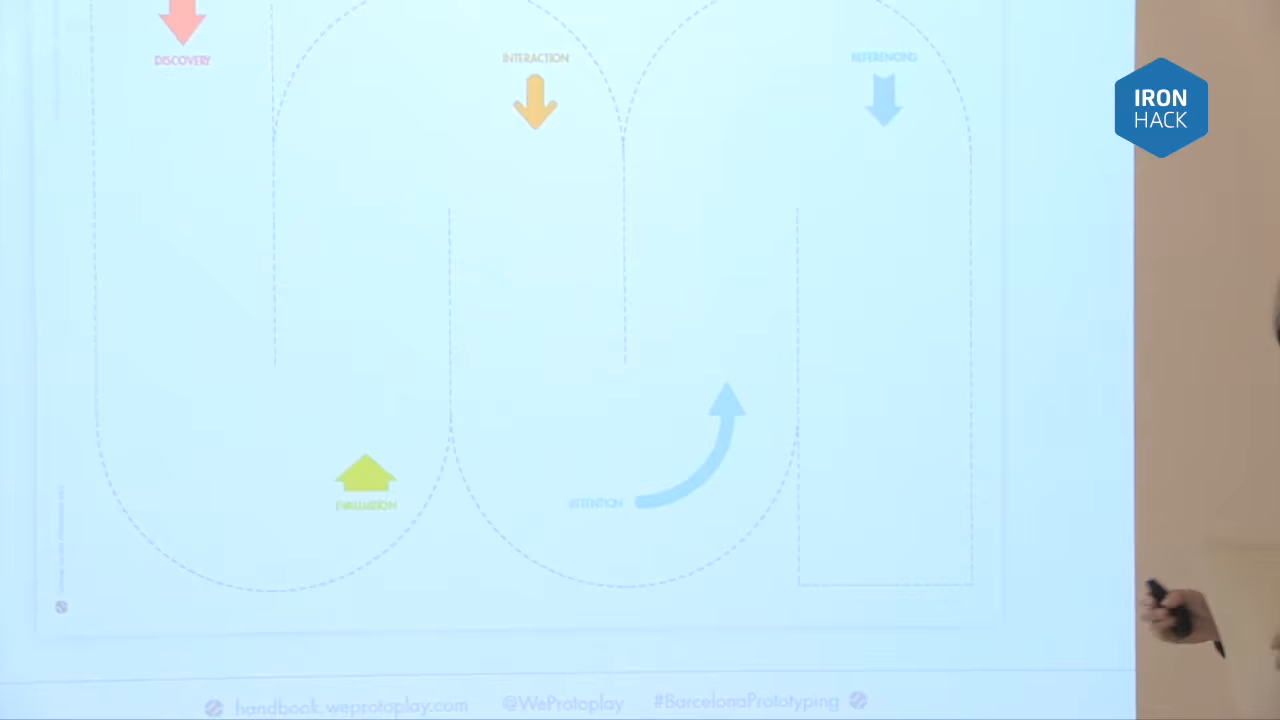 DISCOVERY
INTERACTION
REFERENCING
IRON
HACK
EVALUATION
RETENTION
handbook.weprotoplay.com
@WeProtoplay
#BarcelonaPrototyping